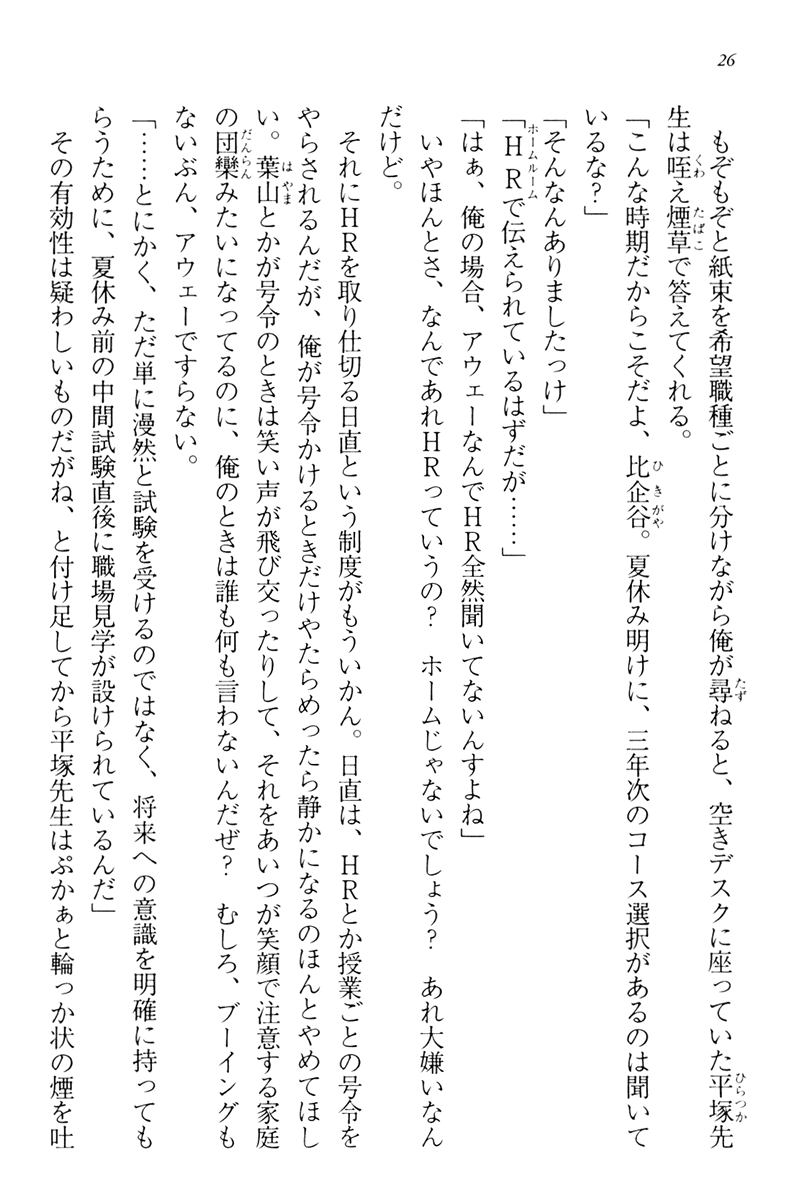 26
もぞもぞと紙束を希望職種ごとに分けながら俺が尋ねると、空きデスクに座っていた平塚先
生は咥え煙草で答えてくれる。
「こんな時期だからこそだよ、比企谷。夏休み明けに、三年次のコース選択があるのは聞いて
いるな？」
「そんなんありましたっけ」
「ＨＲで伝えられているはずだが……」
「はぁ、俺の場合、アウェーなんでＨＲ全然聞いてないんすよね」
いやほんとさ、なんであれＨＲっていうの？　ホームじゃないでしょう？　あれ大嫌いなん
だけど。
それにＨＲを取り仕切る日直という制度がもういかん。日直は、ＨＲとか授業ごとの号令を
やらされるんだが、俺が号令かけるときだけやたらめったら静かになるのほんとやめてほし
い。葉山とかが号令のときは笑い声が飛び交ったりして、それをあいつが笑顔で注意する家庭
の団欒みたいになってるのに、俺のときは誰も何も言わないんだぜ？　むしろ、ブーイングも
ないぶん、アウェーですらない。
「……とにかく、ただ単に漫然と試験を受けるのではなく、将来への意識を明確に持っても
らうために、夏休み前の中間試験直後に職場見学が設けられているんだ」
その有効性は疑わしいものだがね、と付け足してから平塚先生はぷかぁと輪っか状の煙を吐